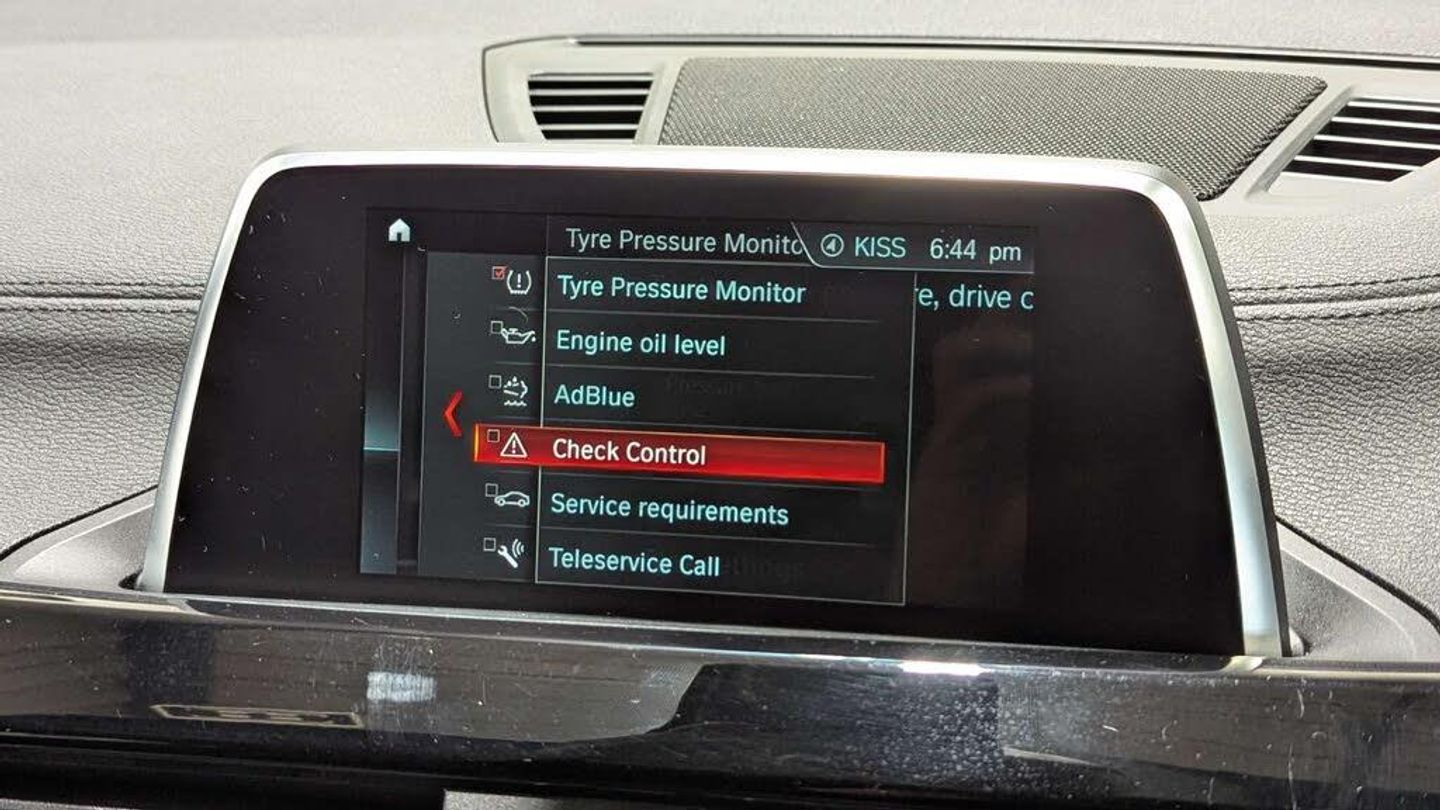 Tyre Pressure Monito
KISS 6:44 pm
Tyre Pressure Monitor
e, drive c
Engine oil level
AdBlue
Check Control
Service requirements
Teleservice Call